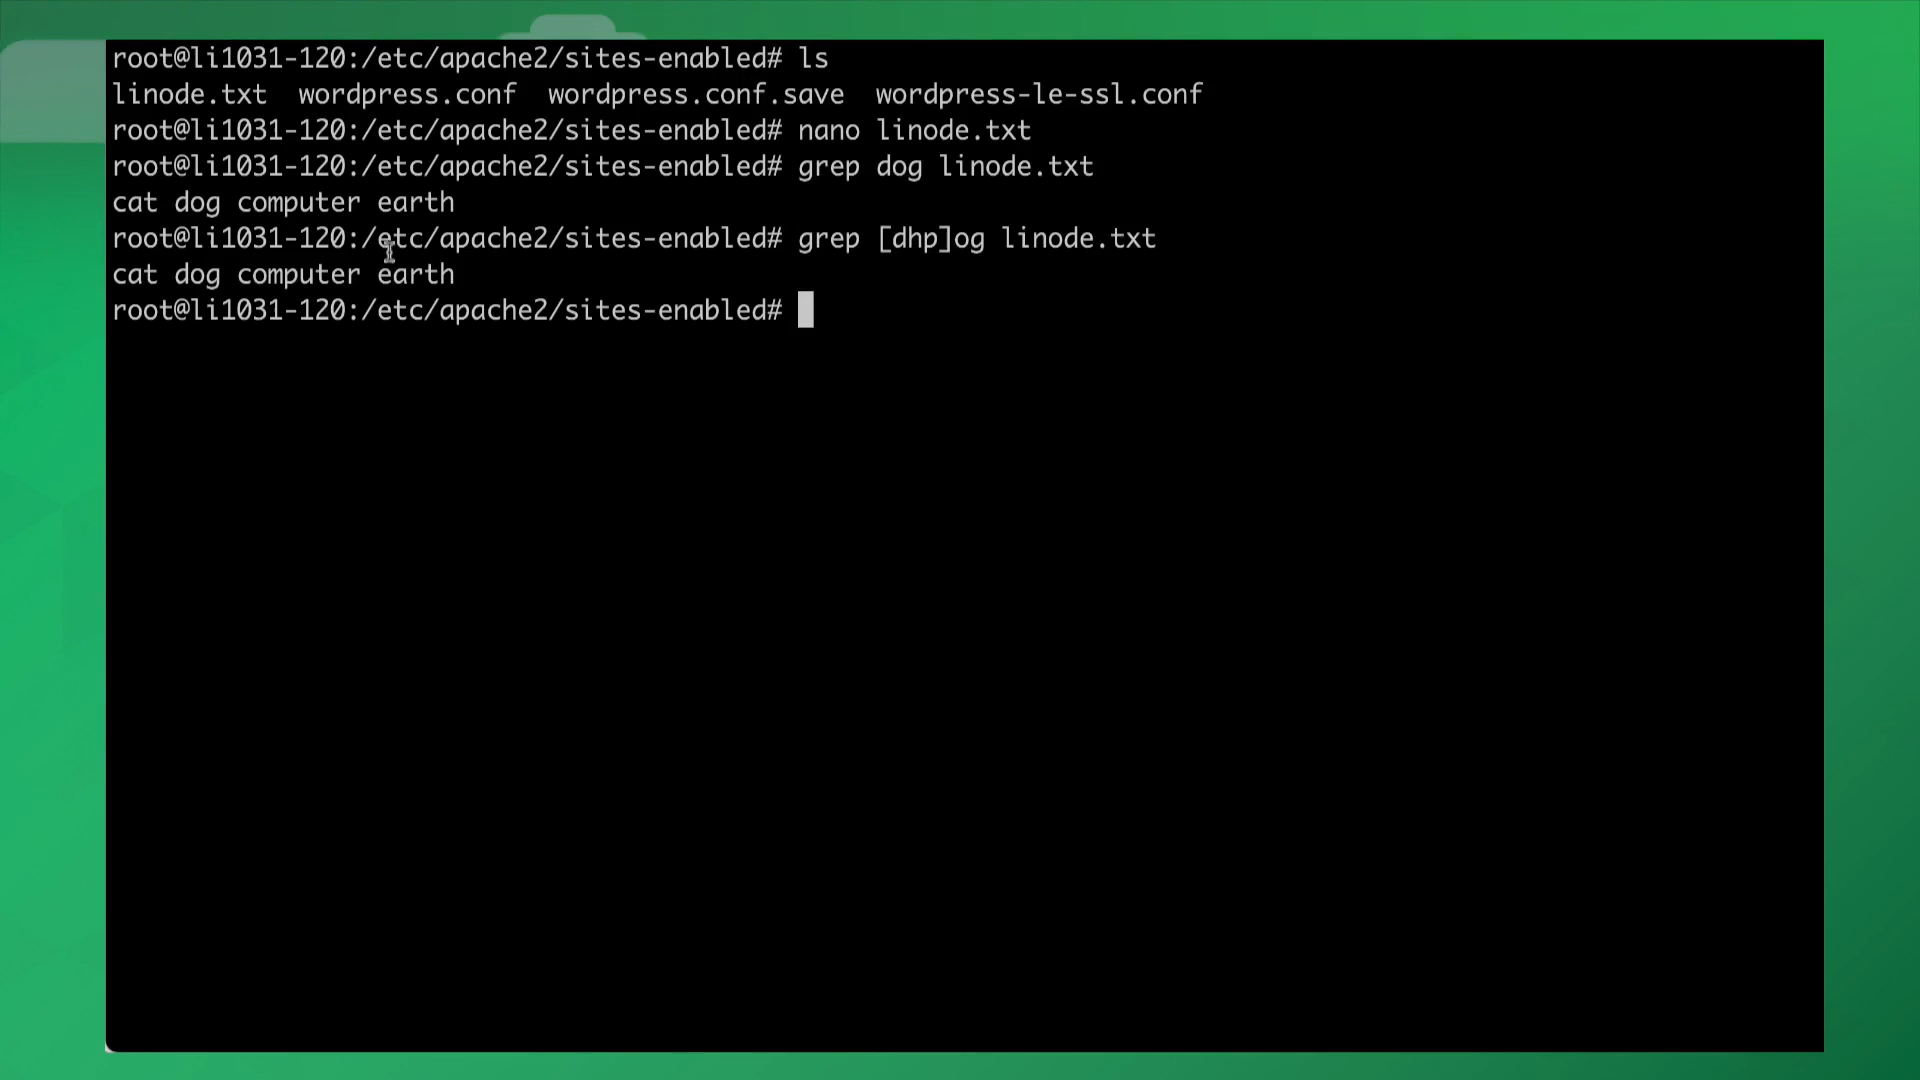 root@li1031-120:/etc/apache2/sites-enabled# ls
linode.txt  wordpress.conf  wordpress.conf.save  wordpress-le-ssl.conf
root@li1031-120:/etc/apache2/sites-enabled# nano linode.txt
root@li1031-120:/etc/apache2/sites-enabled# grep dog linode.txt
cat dog computer earth
root@li1031-120:/etc/apache2/sites-enabled# grep [dhp]og linode.txt
cat dog computer earth
root@li1031-120:/etc/apache2/sites-enabled#